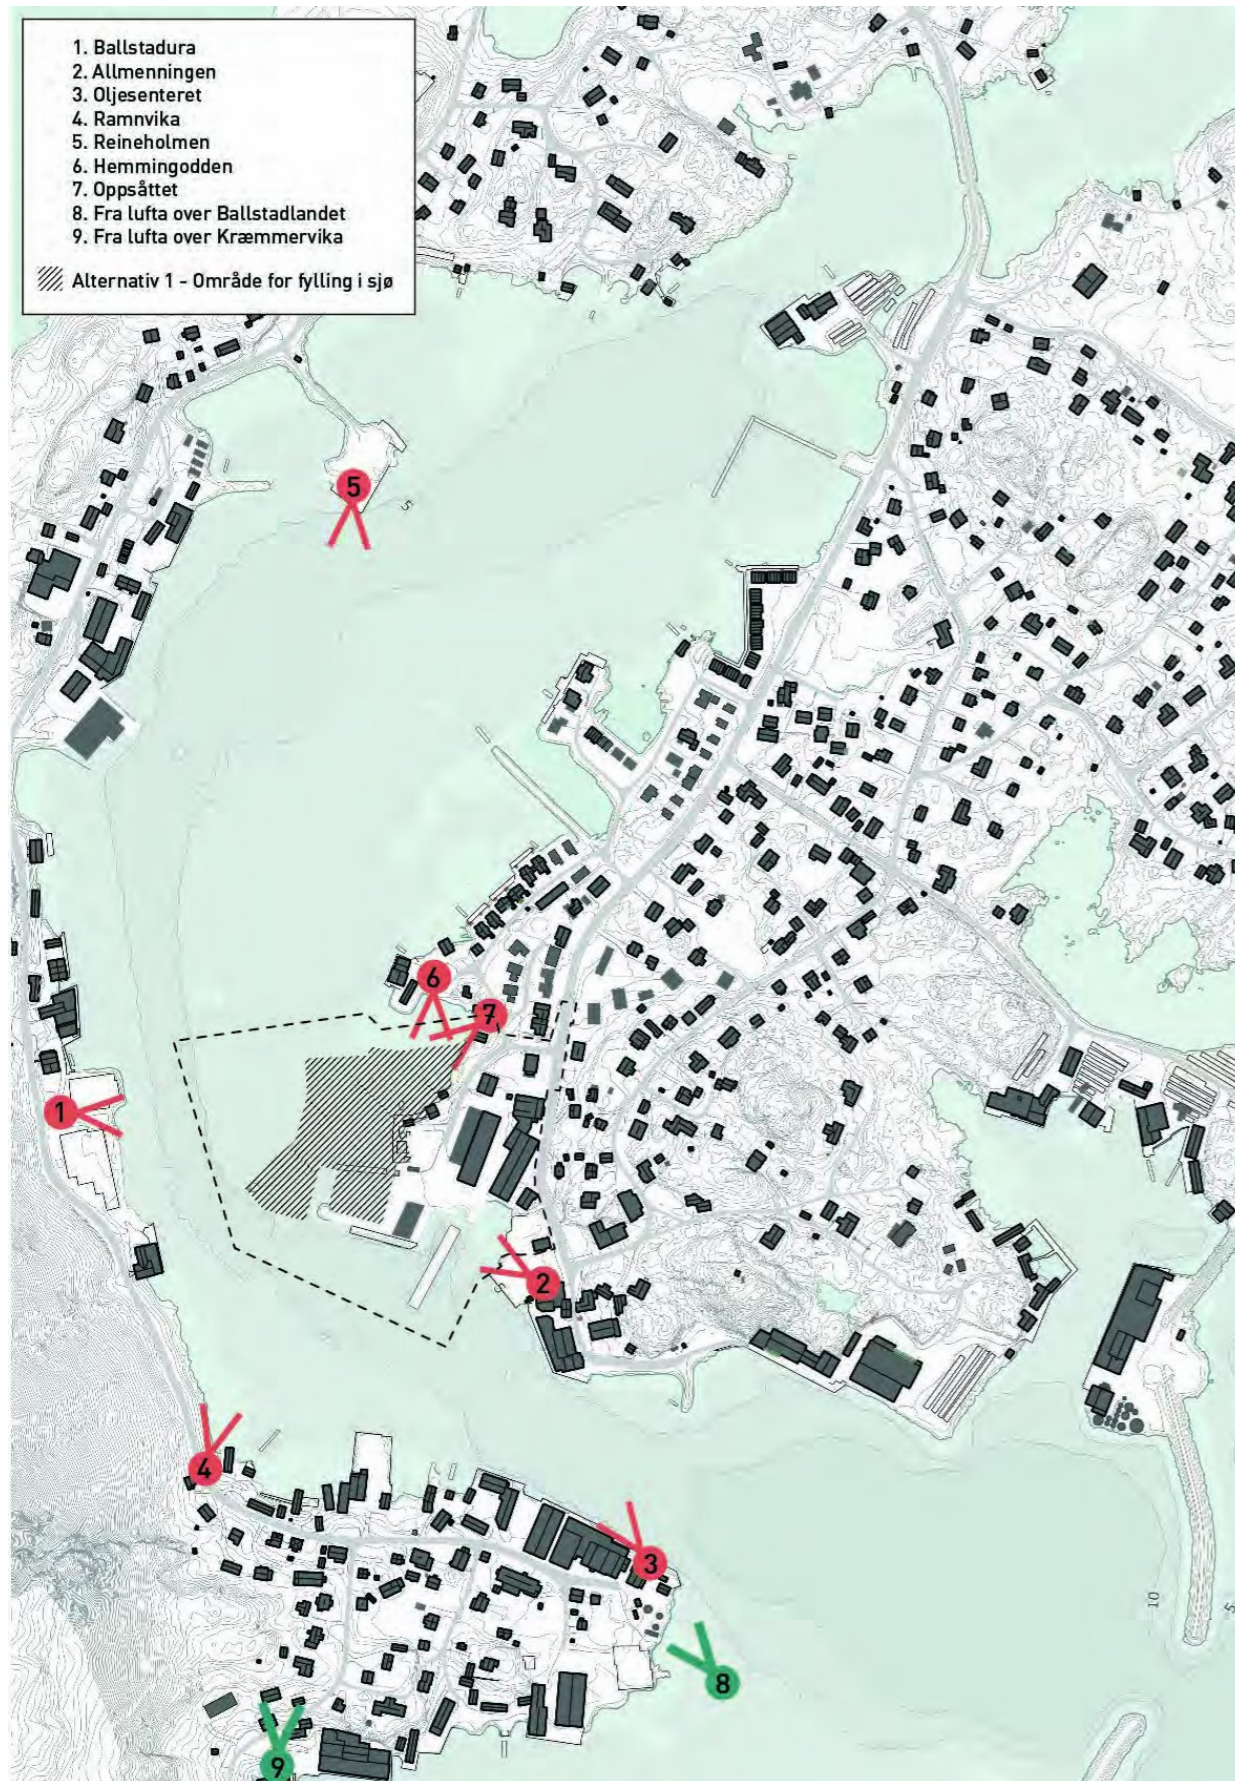 1. Ballstadura
2. Allmenningen
3. Oljesenteret
4. Ramnvika
5. Reineholmen
6. Hemmingodden
7. Oppsåttet
8. Fra lufta over Ballstadlandet
9. Fra lufta over Kræmmervika
Alternativ 1 - Område for fylling i sjø
5
5
6
7
1
2
4
3
8
9
10
5